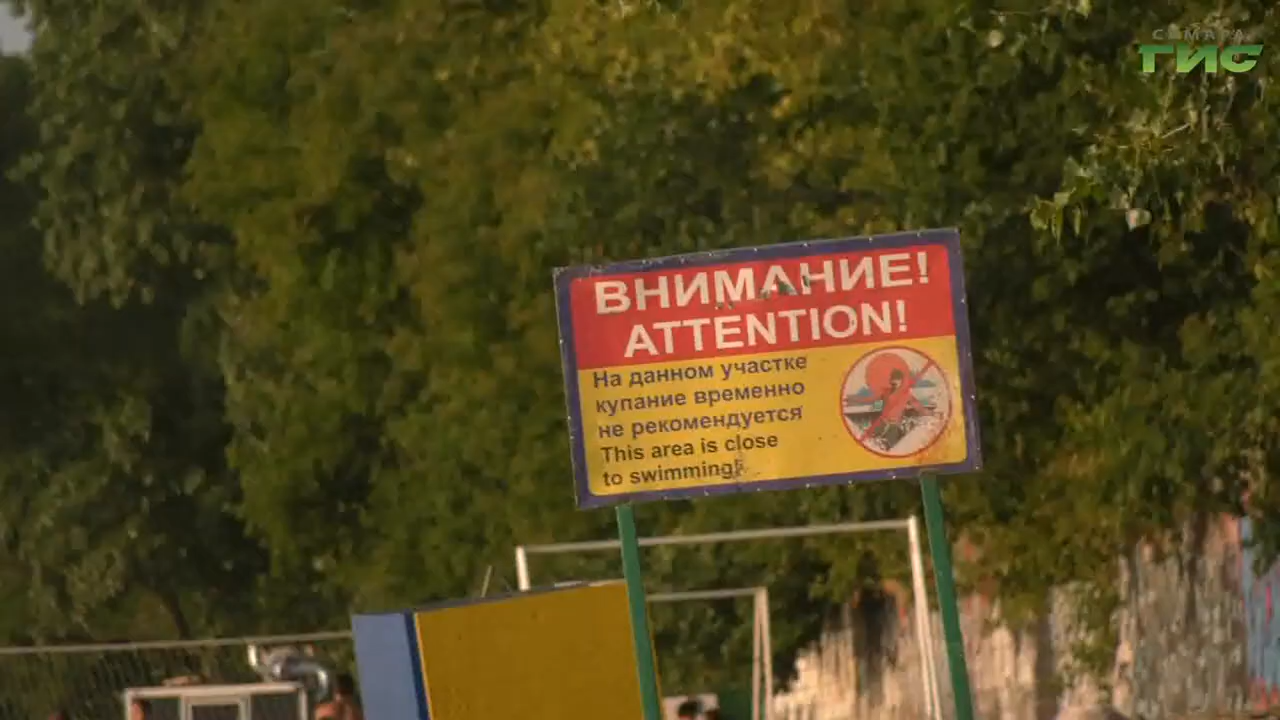 САМАРА
ГИС
ВНИМАНИЕ!
ATTENTION!
На данном участке
купание временно
не рекомендуется
This area is close
to swimming!